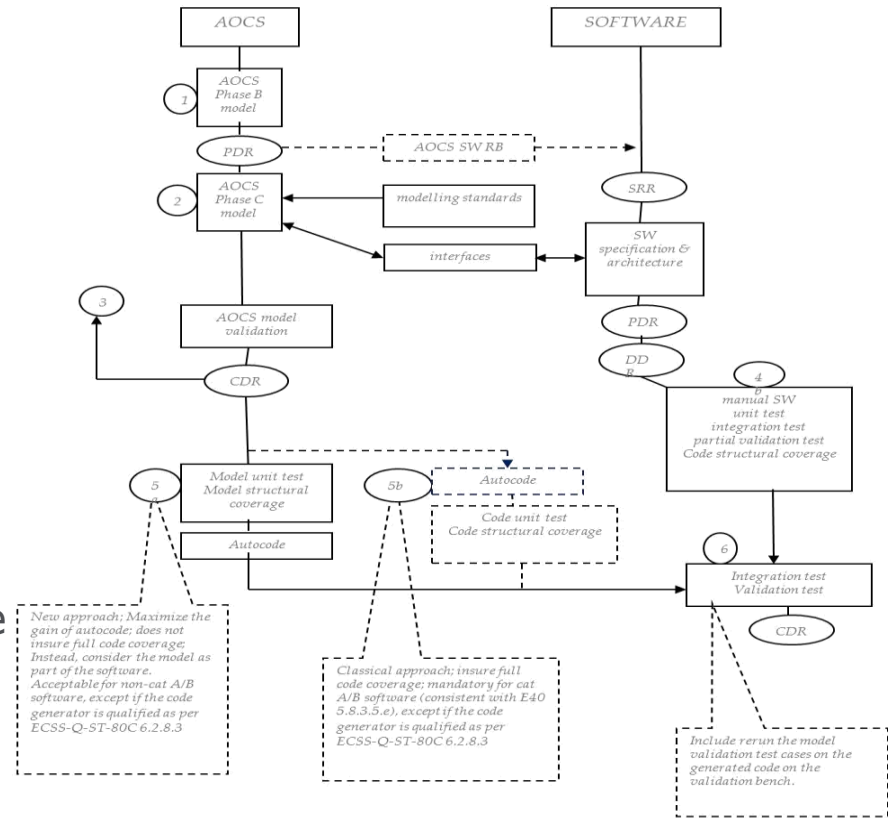 AOCS
SOFTWARE
1
AOCS
Phase B
model
PDR
AOCS SW RB
2
AOCS
Phase C
model
modelling standards
SRR
interfaces
SW
specification &
architecture
3
AOCS model
validation
PDR
CDR
DD
R
4
b
manual SW
unit test
integration test
partial validation test
Code structural coverage
5
a
Model unit test
Model structural
coverage
5b
Autocode
Code unit test
Code structural coverage
Autocode
6
Integration test
Validation test
CDR
e
New approach; Maximize the
gain of autocode; does not
insure full code coverage;
Instead, consider the model as
part of the software.
Acceptable for non-cat A/B
software, except if the code
generator is qualified as per
ECSS-Q-ST-80C 6.2.8.3
Classical approach; insure full
code coverage; mandatory for cat
A/B software (consistent with E40
5.8.3.5.e), except if the code
generator is qualified as per
ECSS-Q-ST-80C 6.2.8.3
Include rerun the model
validation test cases on the
generated code on the
validation bench.